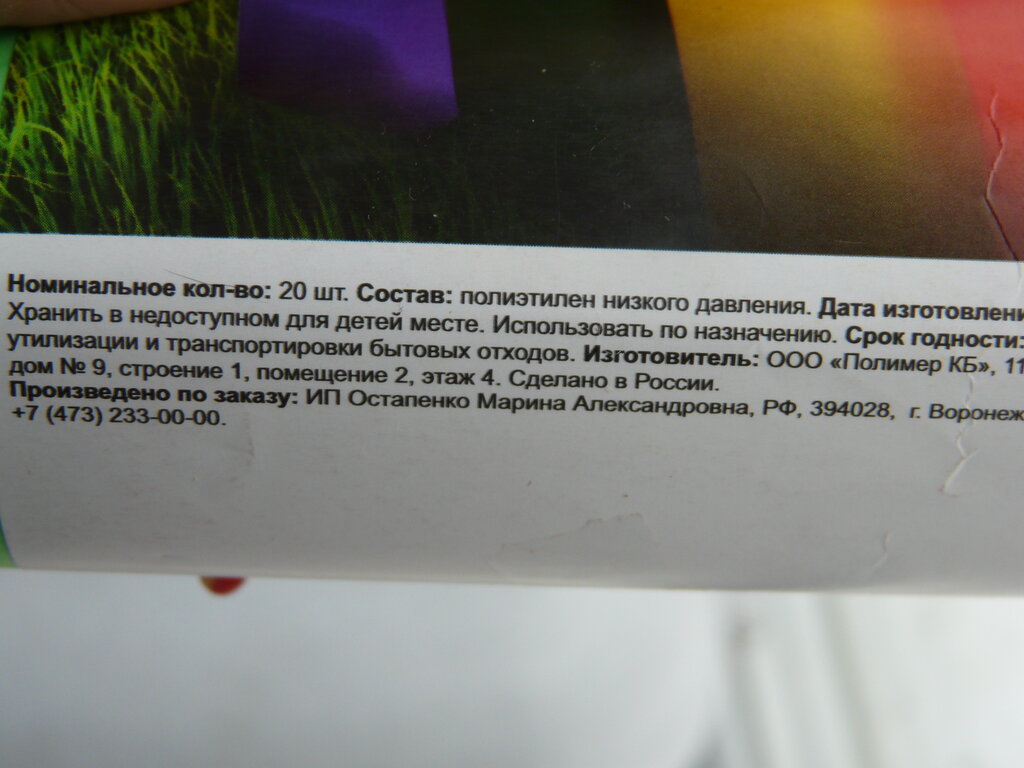 Номинальное кол-во: 20 шт. Состав: полиэтилен низкого давления. Дата изготовлени
Хранить в недоступном для детей месте. Использовать по назначению. Срок годности:
утилизации и транспортировки бытовых отходов. Изготовитель: ООО «Полимер КБ», 11
дом № 9, строение 1, помещение 2, этаж 4. Сделано в России.
Произведено по заказу: ИП Остапенко Марина Александровна, РФ, 394028, г. Воронеж
+7 (473) 233-00-00.